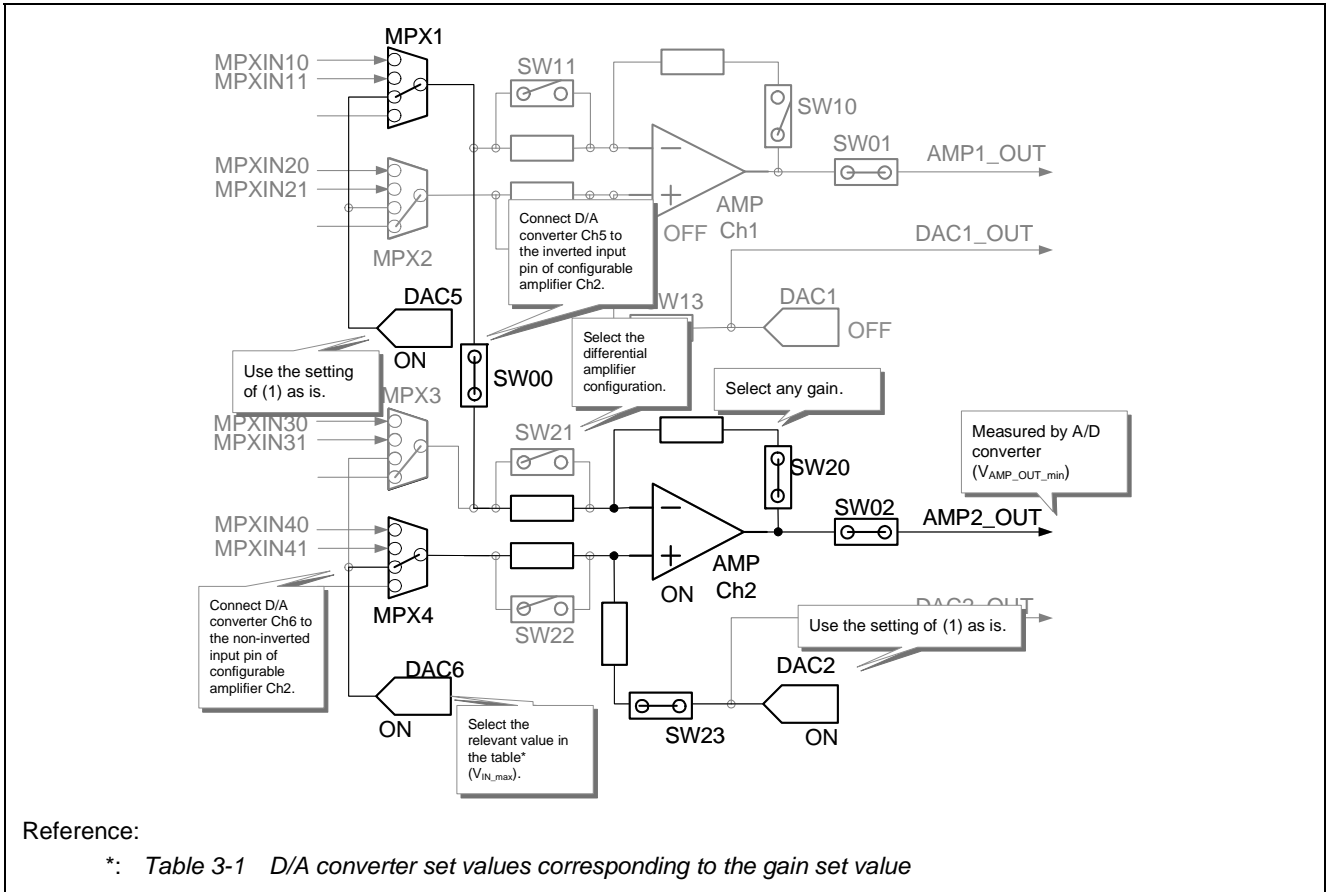 MPX1
MPXIN10
MPXIN11
SW11
SW10
SW01
AMP1_OUT
MPXIN20
MPXIN21
MPX2
AMP
Ch1
OFF
Connect D/A
converter Ch5 to
the inverted input
pin of configurable
amplifier Ch2.
DAC1_OUT
DAC5
ON
W13
DAC1
OFF
Use the setting
of (1) as is.
SW00
Select the
differential
amplifier
configuration.
Select any gain.
MPX3
MPXIN30
MPXIN31
SW21
SW20
Measured by A/D
converter
(VAMP_OUT_min)
SW02
AMP2_OUT
MPXIN40
MPXIN41
MPX4
AMP
Ch2
ON
SW22
Connect D/A
converter Ch6 to
the non-inverted
input pin of
configurable
amplifier Ch2.
DAC2_OUT
Use the setting of (1) as is.
DAC6
ON
DAC2
ON
SW23
Select the
relevant value in
the table*
(VIN_max).
Reference:
*: Table 3-1 D/A converter set values corresponding to the gain set value